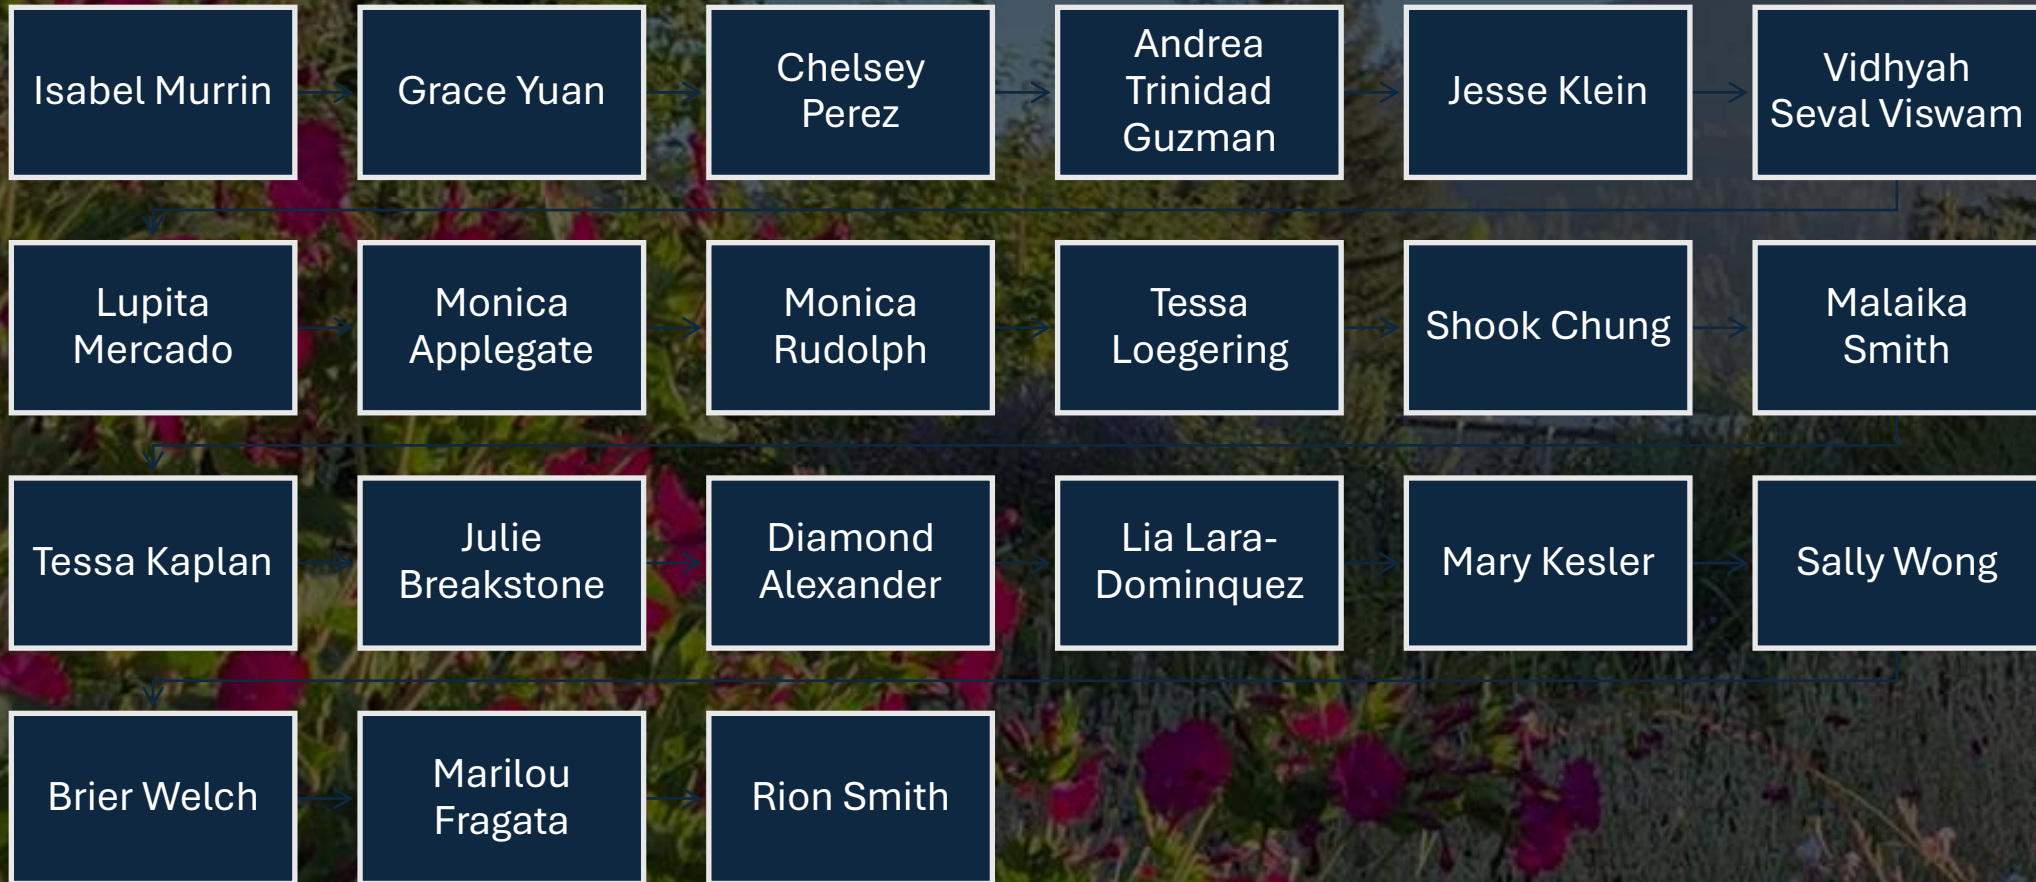 Isabel Murrin
Grace Yuan
Chelsey
Perez
Andrea
Trinidad
Guzman
Jesse Klein
Vidhyah
Seval Viswam
Lupita
Mercado
Monica
Applegate
Monica
Rudolph
Tessa
Loegering
Shook Chung
Malaika
Smith
Tessa Kaplan
Julie
Breakstone
Diamond
Alexander
Lia Lara-
Dominquez
Mary Kesler
Sally Wong
Brier Welch
Marilou
Fragata
Rion Smith